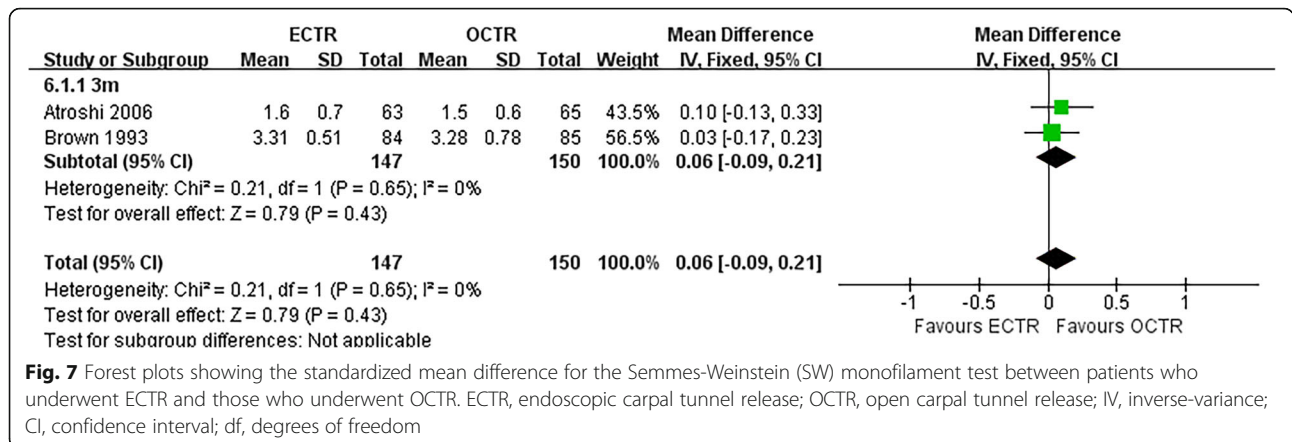 ECTR OCTR Mean Difference Mean Difference
Study or Subgroup Mean SD Total Mean SD Total Weight IV, Fixed, 95% CI IV, Fixed, 95% CI
6.1.1 3m
Atroshi 2006 1.6 0.7 63 1.5 0.6 65 43.5% 0.10 [-0.13, 0.33]
Brown 1993 3.31 0.51 84 3.28 0.78 85 56.5% 0.03 [-0.17, 0.23]
Subtotal (95% CI) 147 150 100.0% 0.06 [-0.09, 0.21]
Heterogeneity: Chi² = 0.21, df = 1 (P = 0.65); I² = 0%
Test for overall effect: Z = 0.79 (P = 0.43)
Total (95% CI) 147 150 100.0% 0.06 [-0.09, 0.21]
Heterogeneity: Chi² = 0.21, df = 1 (P = 0.65); I² = 0%
Test for overall effect: Z = 0.79 (P = 0.43)
Test for subgroup differences: Not applicable
-1 -0.5 0 0.5 1
Favours ECTR Favours OCTR
Fig. 7 Forest plots showing the standardized mean difference for the Semmes-Weinstein (SW) monofilament test between patients who
underwent ECTR and those who underwent OCTR. ECTR, endoscopic carpal tunnel release; OCTR, open carpal tunnel release; IV, inverse-variance;
CI, confidence interval; df, degrees of freedom